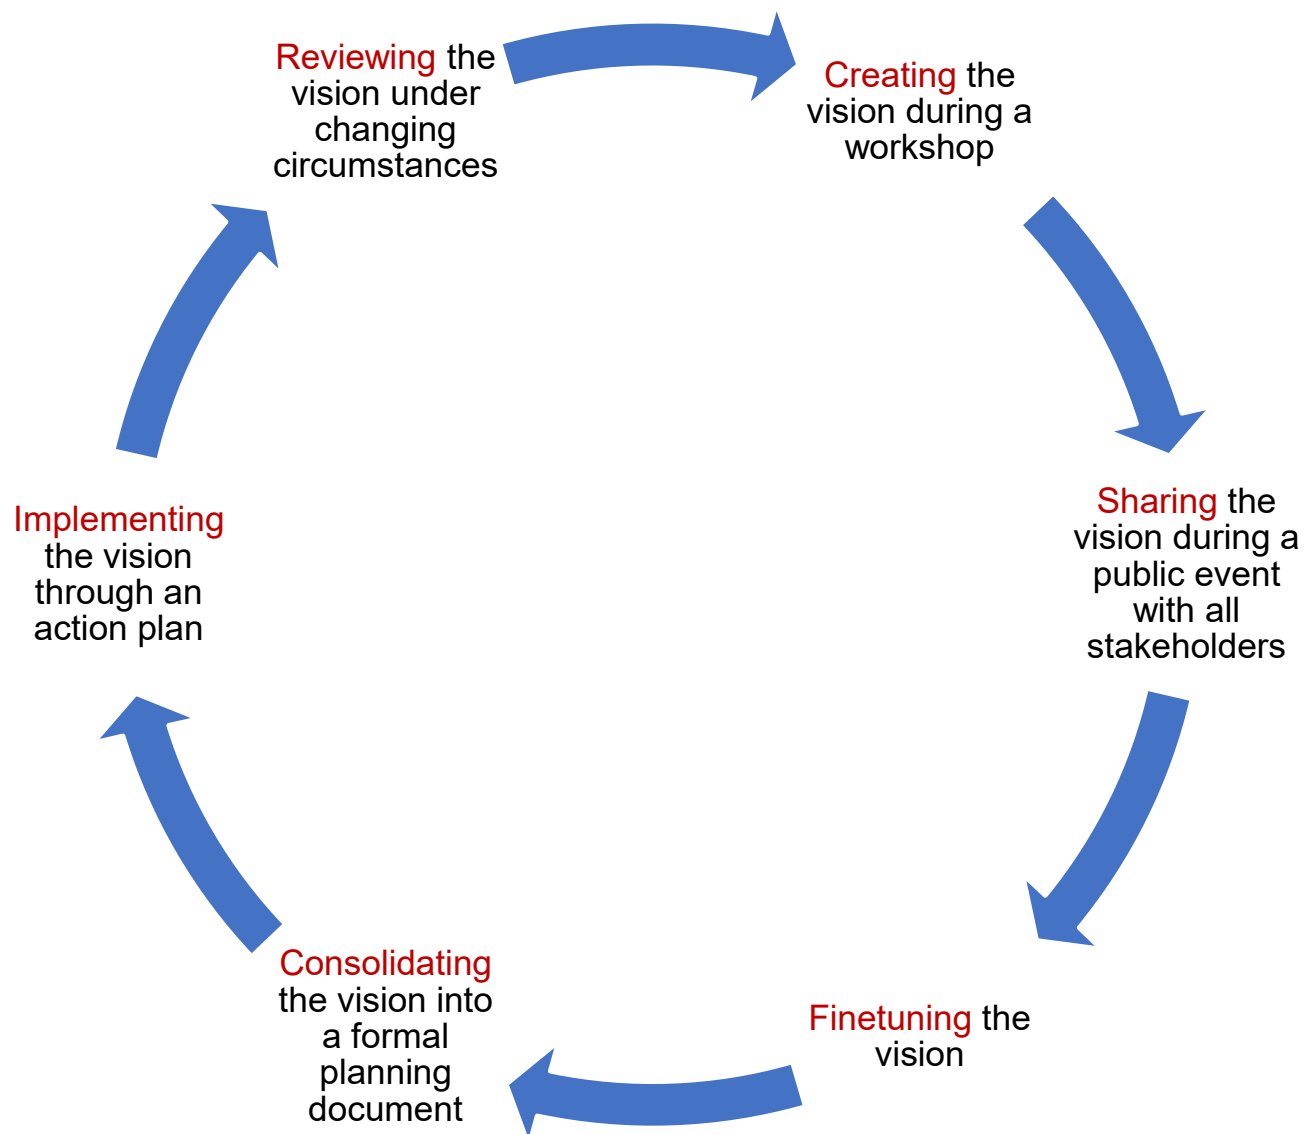 Reviewing the
vision under
changing
circumstances
Creating the
vision during a
workshop
Sharing the
vision during a
public event
with all
stakeholders
Finetuning the
vision
Consolidating
the vision into
a formal
planning
document
Implementing
the vision
through an
action plan